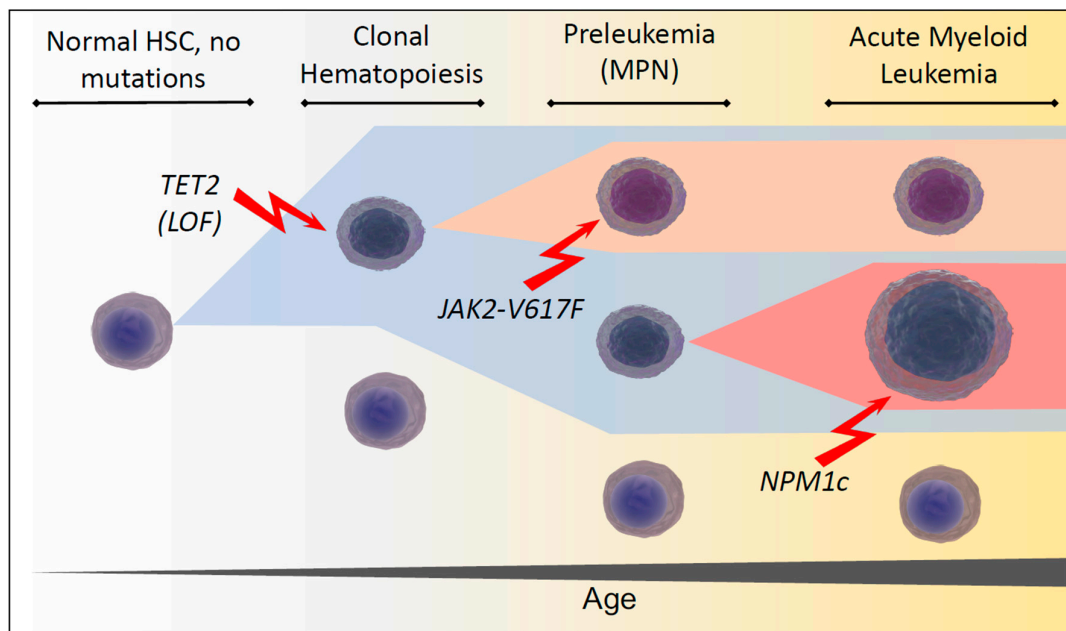 Normal HSC, no
mutations
Clonal
Hematopoiesis
Preleukemia
(MPN)
Acute Myeloid
Leukemia
TET2
(LOF)
JAK2-V617F
NPM1c
Age